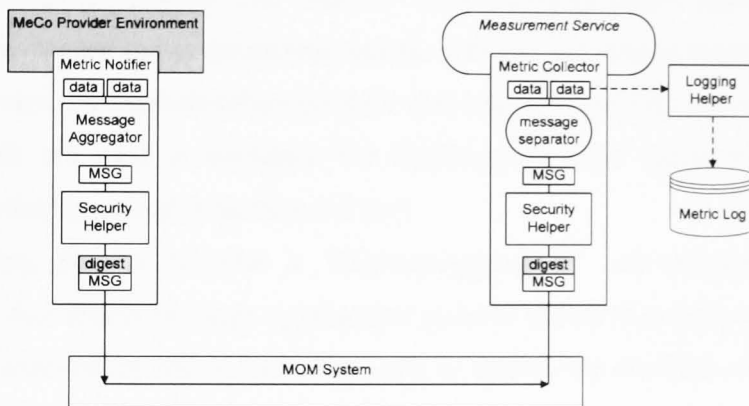 MeCo Provider Environment
Metric Notifier
data data
Message
Aggregator
MSG
Security
Helper
digest
MSG
Measurement Service
Metric Collector
data data
message
separator
MSG
Security
Helper
digest
MSG
Logging
Helper
Metric Log
MOM System